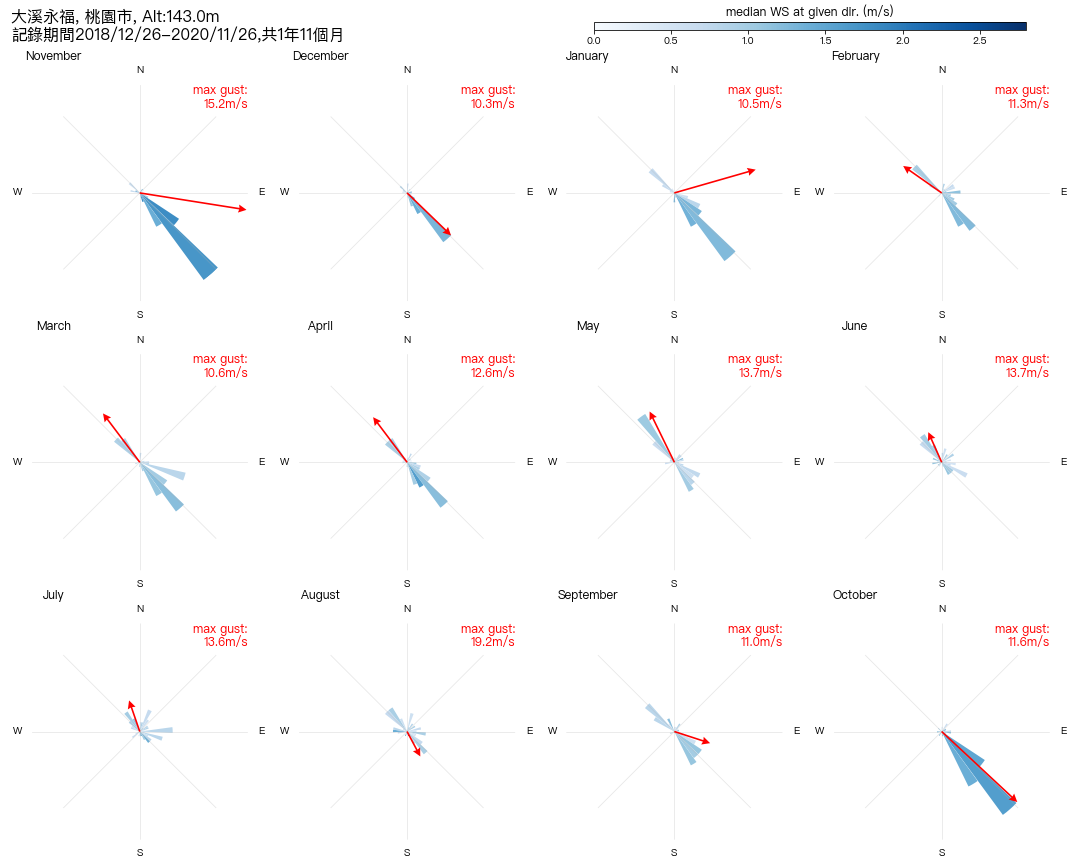 大溪永福, 桃園市, Alt:143.0m
記錄期間2018/12/26−2020/11/26,共1年11個月
median WS at given dir. (m/s)
0.0 0.5 1.0 1.5 2.0 2.5
November
N
W
E
S
max gust:
15.2m/s
December
N
W
E
S
max gust:
10.3m/s
January
N
W
E
S
max gust:
10.5m/s
February
N
W
E
S
max gust:
11.3m/s
March
N
W
E
S
max gust:
10.6m/s
April
N
W
E
S
max gust:
12.6m/s
May
N
W
E
S
max gust:
13.7m/s
June
N
W
E
S
max gust:
13.7m/s
July
N
W
E
S
max gust:
13.6m/s
August
N
W
E
S
max gust:
19.2m/s
September
N
W
E
S
max gust:
11.0m/s
October
N
W
E
S
max gust:
11.6m/s